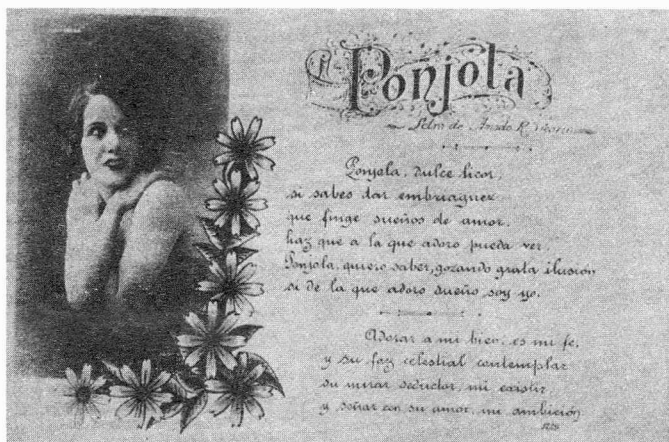 Ponjola
Letra de Amado R.
Ponjola, dulce licor,
si sabes dar embriaguez
que finge sueños de amor,
haz que a la que adoro pueda ver.
Ponjola, quiero saber, gozando grata ilusión
si de la que adoro dueño soy yo.
Adorar a mi bien, es mi fe,
y su faz celestial contemplar
su mirar seductor, mi existir
y soñar con su amor, mi ambición